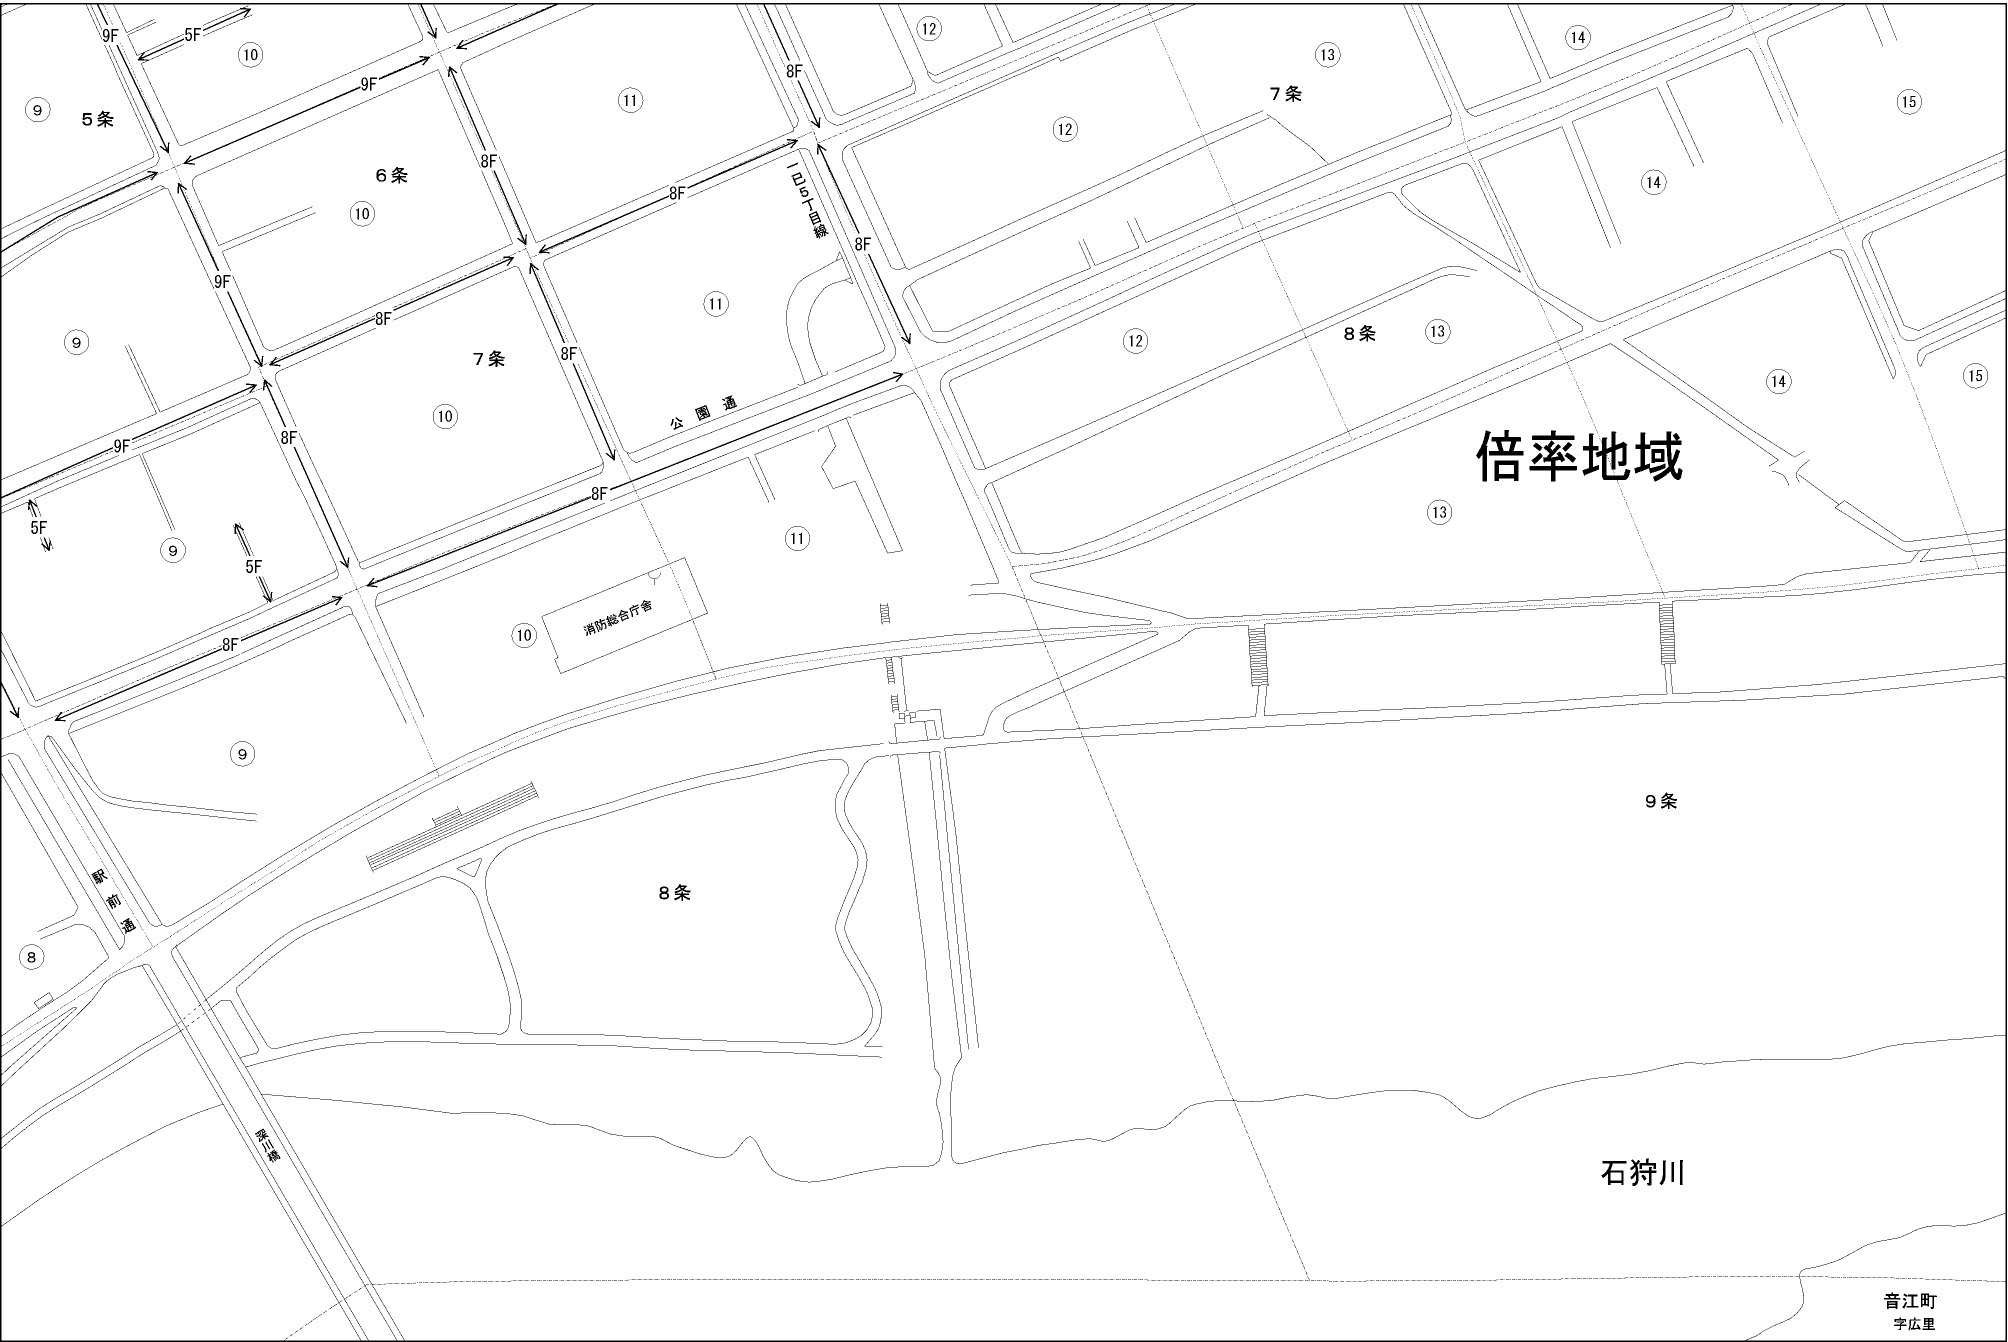 9F
5F
⑩
⑫
⑭
⑬
8F
9F
⑪
7条
⑮
⑨
5条
⑫
8F
6条
⑩
8F
一已5丁目線
⑭
8F
9F
⑪
8F
⑨
8F
7条
8F
⑫
8条
⑬
⑭
⑮
⑩
公園通
9F
8F
倍率地域
8F
5F
⑨
5F
⑪
⑬
消防総合庁舎
⑩
8F
⑨
9条
駅前通
8条
⑧
深川橋
石狩川
音江町
字広里